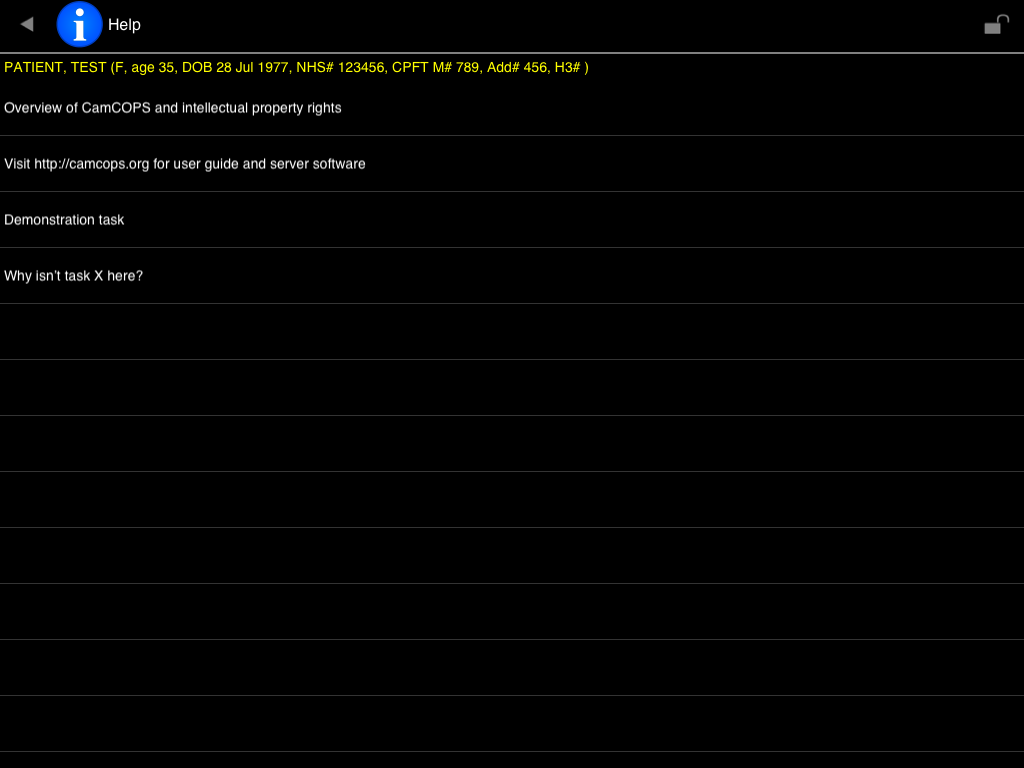 Help
PATIENT, TEST (F, age 35, DOB 28 Jul 1977, NHS# 123456, CPFT M# 789, Add# 456, H3# )
Overview of CamCOPS and intellectual property rights
Visit http://camcops.org for user guide and server software
Demonstration task
Why isn't task X here?